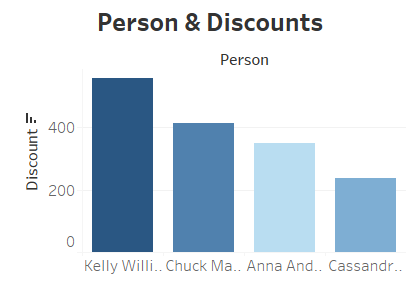 Person & Discounts
Person
Discount
400
200
0
Kelly Willi.. Chuck Ma.. Anna And.. Cassandr..